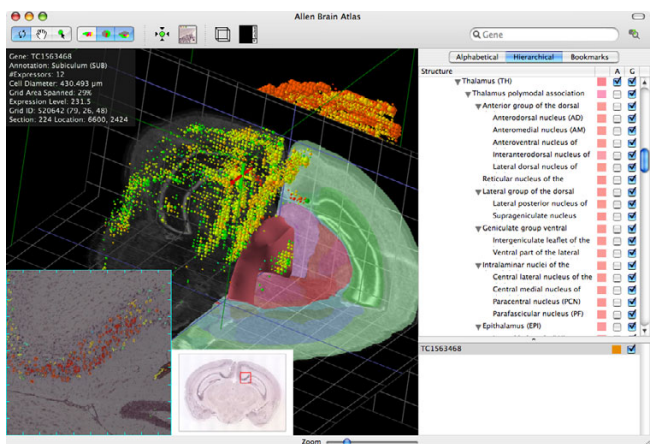 Allen Brain Atlas
Gene
Gene: TC1563468
Annotation: Subiculum (SUB)
#Expressors: 12
Cell Diameter: 430.493 µm
Grid Area Spanned: 29%
Expression Level: 231.5
Grid ID: 520642 (79, 26, 48)
Section: 224 Location: 6600, 2424
Alphabetical Hierarchical Bookmarks
Structure A G
Thalamus (TH)
Thalamus polymodal association
Anterior group of the dorsal
Anterodorsal nucleus (AD)
Anteromedial nucleus (AM)
Anteroventral nucleus of
Interanterodorsal nucleus of
Lateral dorsal nucleus of
Reticular nucleus of the
Lateral group of the dorsal
Lateral posterior nucleus of
Suprageniculate nucleus
Geniculate group ventral
Intergeniculate leaflet of the
Ventral part of the lateral
Intralaminar nuclei of the
Central lateral nucleus of the
Central medial nucleus of
Paracentral nucleus (PCN)
Parafascicular nucleus (PF)
Epithalamus (EPI)
TC1563468
Zoom